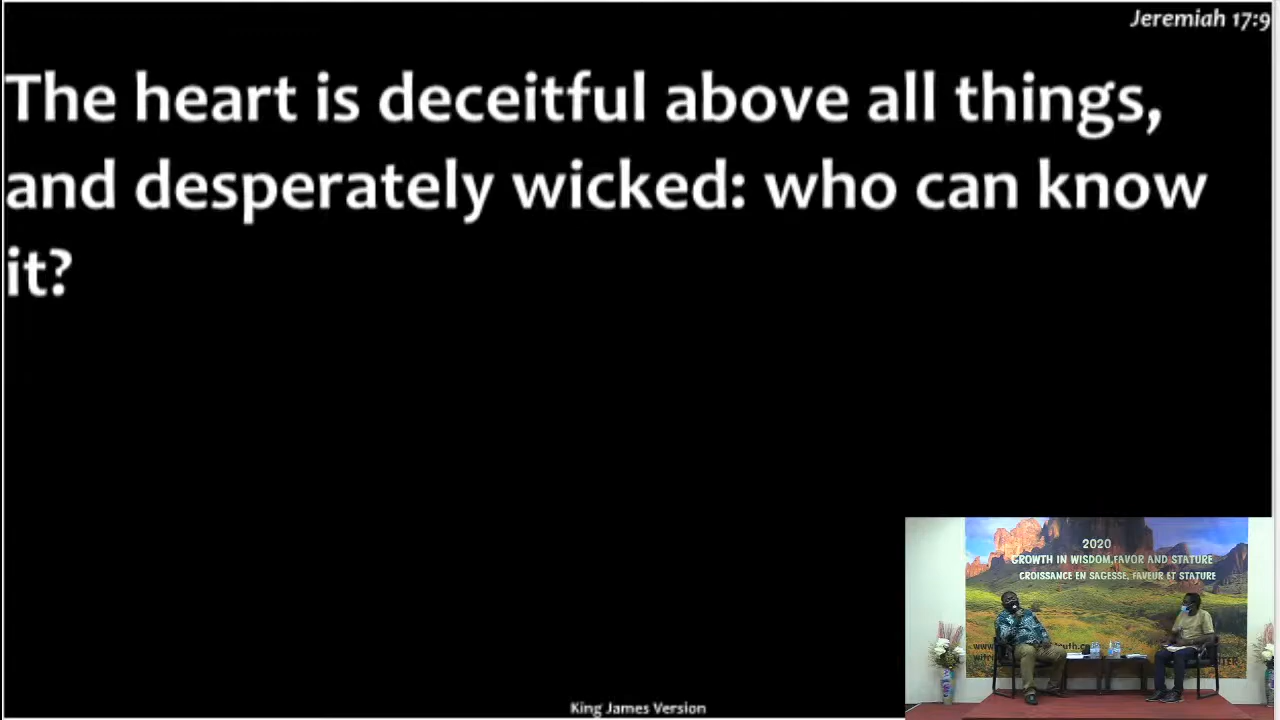 Jeremiah 17:9
The heart is deceitful above all things,
and desperately wicked: who can know
it?
2020
GROWTH IN WISDOM,FAVOR AND STATURE
CROISSANCE EN SAGESSE, FAVEUR ET STATURE
King James Version